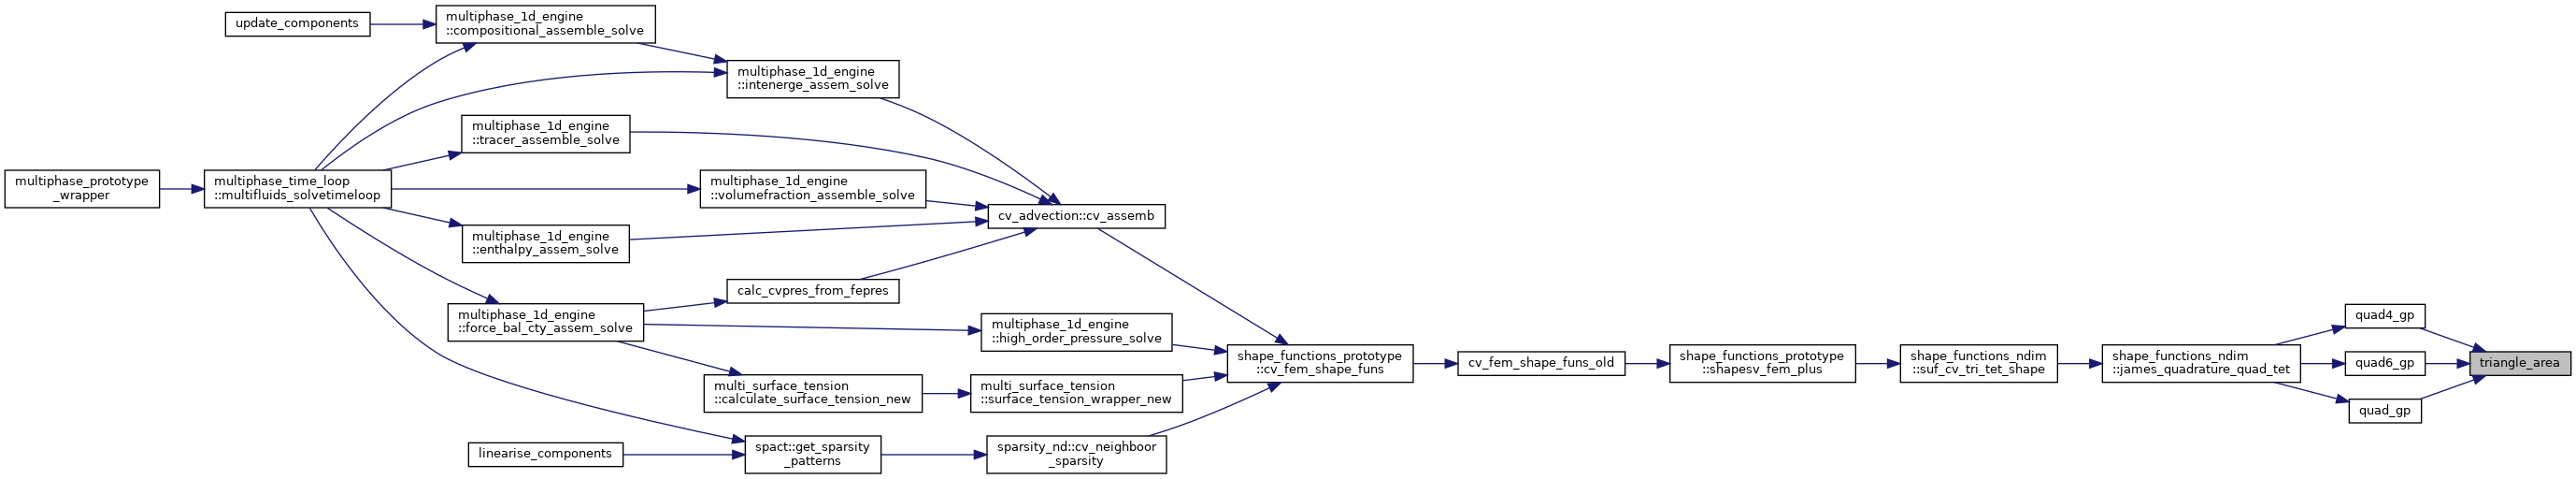 update_components
multiphase_1d_engine
::compositional_assemble_solve
multiphase_1d_engine
::intenerge_assem_solve
multiphase_1d_engine
::tracer_assemble_solve
multiphase_prototype
_wrapper
multiphase_time_loop
::multifluids_solvetimeloop
multiphase_1d_engine
::volumefraction_assemble_solve
cv_advection::cv_assemb
multiphase_1d_engine
::enthalpy_assem_solve
calc_cvpres_from_fepres
multiphase_1d_engine
::force_bal_cty_assem_solve
multiphase_1d_engine
::high_order_pressure_solve
shape_functions_prototype
::cv_fem_shape_funs
cv_fem_shape_funs_old
shape_functions_prototype
::shapesv_fem_plus
shape_functions_ndim
::suf_cv_tri_tet_shape
shape_functions_ndim
::james_quadrature_quad_tet
quad4_gp
quad6_gp
triangle_area
quad_gp
multi_surface_tension
::calculate_surface_tension_new
multi_surface_tension
::surface_tension_wrapper_new
linearise_components
spact::get_sparsity
_patterns
sparsity_nd::cv_neighboor
_sparsity